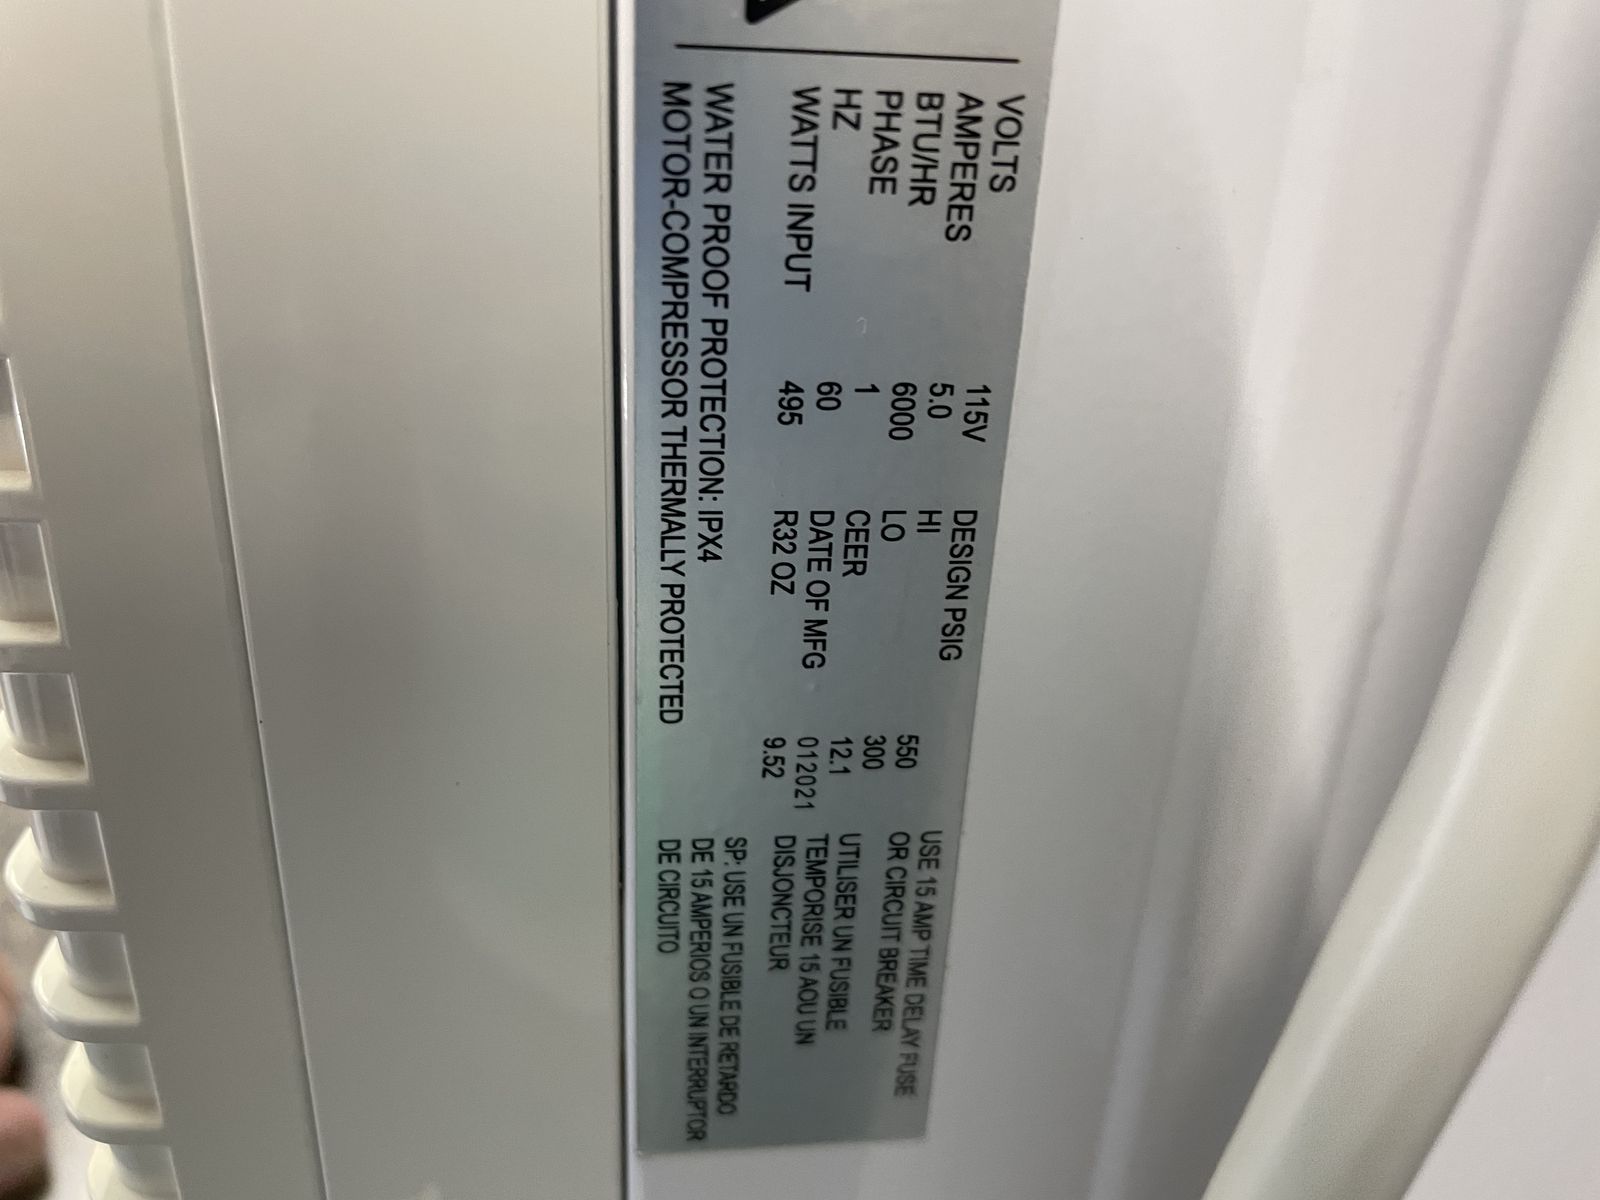 VOLTS 115V
AMPERES 5.0
BTU/HR 6000
PHASE 1
HZ 60
WATTS INPUT 495
WATER PROOF PROTECTION: IPX4
MOTOR-COMPRESSOR THERMALLY PROTECTED
DESIGN PSIG
HI 550
LO 300
CEER 12.1
DATE OF MFG 012021
R32 OZ 9.52
USE 15 AMP TIME DELAY FUSE
OR CIRCUIT BREAKER
UTILISER UN FUSIBLE
TEMPORISE 15 AOU UN
DISJONCTEUR
SP: USE UN FUSIBLE DE RETARDO
DE 15 AMPERIOS O UN INTERRUPTOR
DE CIRCUITO